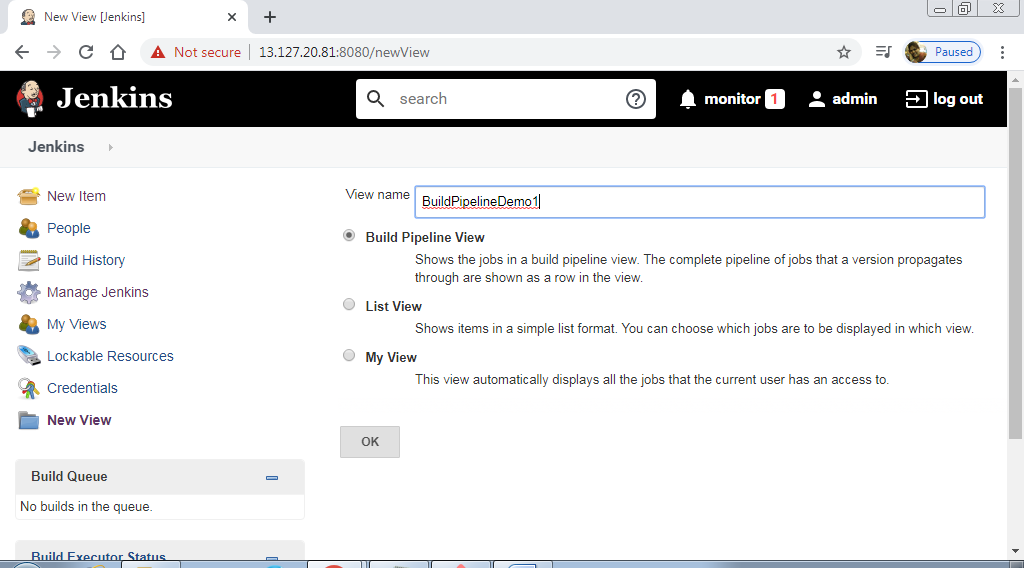 New View [Jenkins]
Not secure
13.127.20.81:8080/newView
Paused
Jenkins
search
monitor 1
admin
log out
Jenkins
New Item
People
Build History
Manage Jenkins
My Views
Lockable Resources
Credentials
New View
Build Queue
No builds in the queue.
Build Executor Status
View name
BuildPipelineDemo1
Build Pipeline View
Shows the jobs in a build pipeline view. The complete pipeline of jobs that a version propagates
through are shown as a row in the view.
List View
Shows items in a simple list format. You can choose which jobs are to be displayed in which view.
My View
This view automatically displays all the jobs that the current user has an access to.
OK